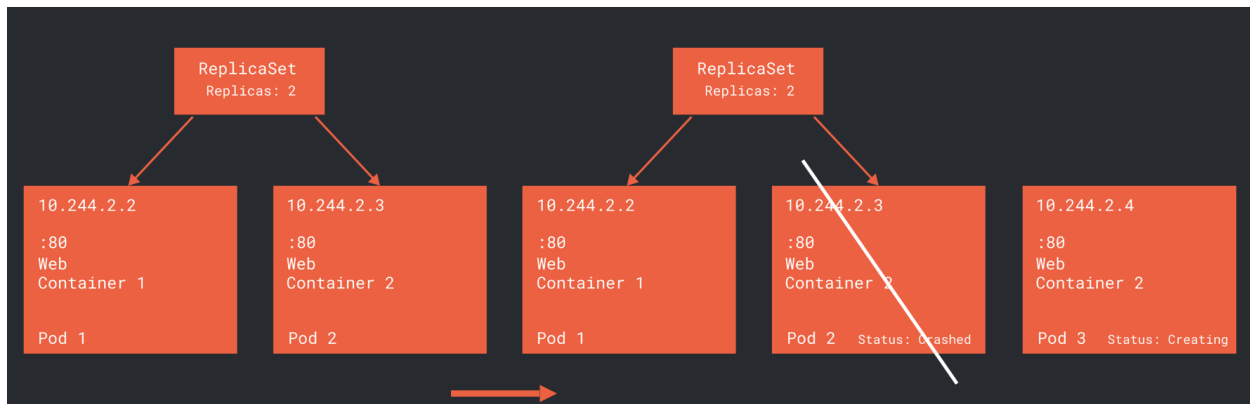 ReplicaSet
Replicas: 2
10.244.2.2
:80
Web
Container 1
Pod 1
10.244.2.3
:80
Web
Container 2
Pod 2
ReplicaSet
Replicas: 2
10.244.2.2
:80
Web
Container 1
Pod 1
10.244.2.3
:80
Web
Container 2
Pod 2 Status: Crashed
10.244.2.4
:80
Web
Container 2
Pod 3 Status: Creating